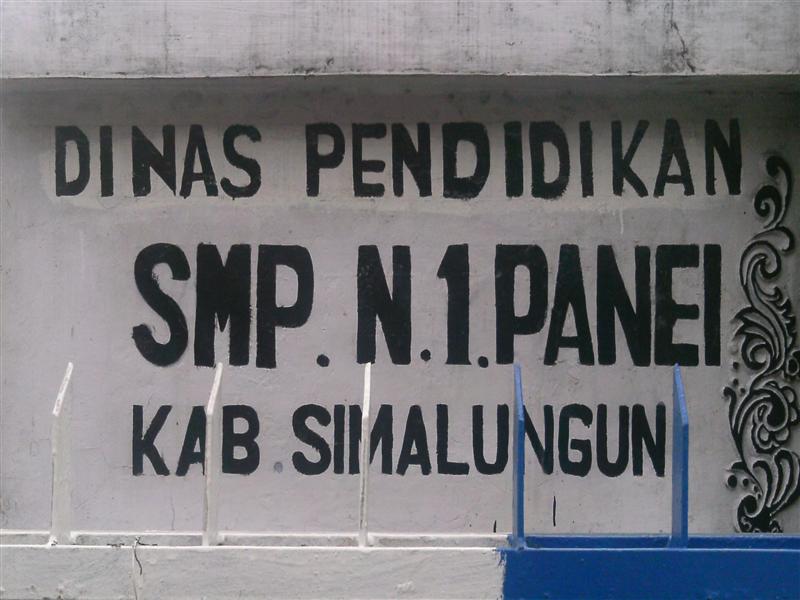 DINAS PENDIDIKAN
SMP. N.1.PANEI
KAB. SIMALUNGUN